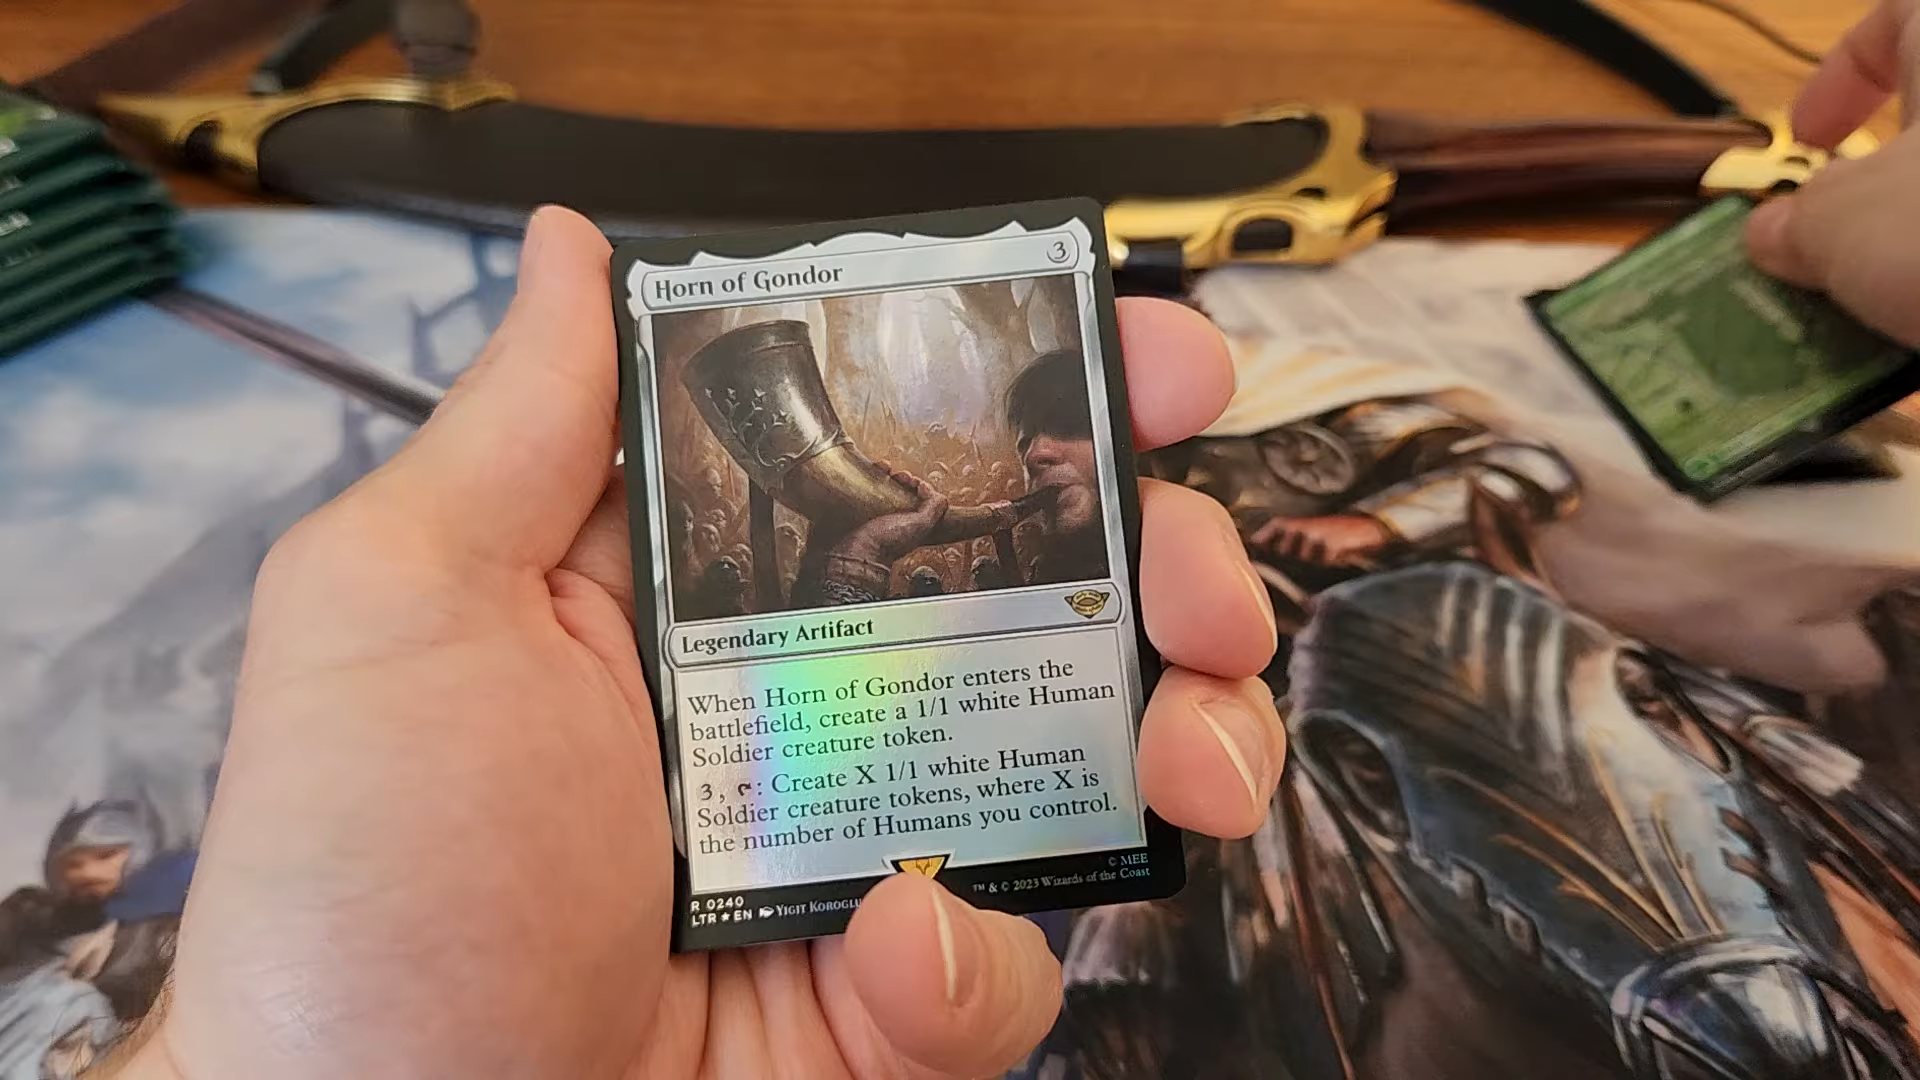 Horn of Gondor 3
Legendary Artifact
When Horn of Gondor enters the
battlefield, create a 1/1 white Human
Soldier creature token.
3, : Create X 1/1 white Human
Soldier creature tokens, where X is
the number of Humans you control.
R 0240
LTR ★ EN YIGIT KOROGLU
© MEE
™ & © 2023 Wizards of the Coast